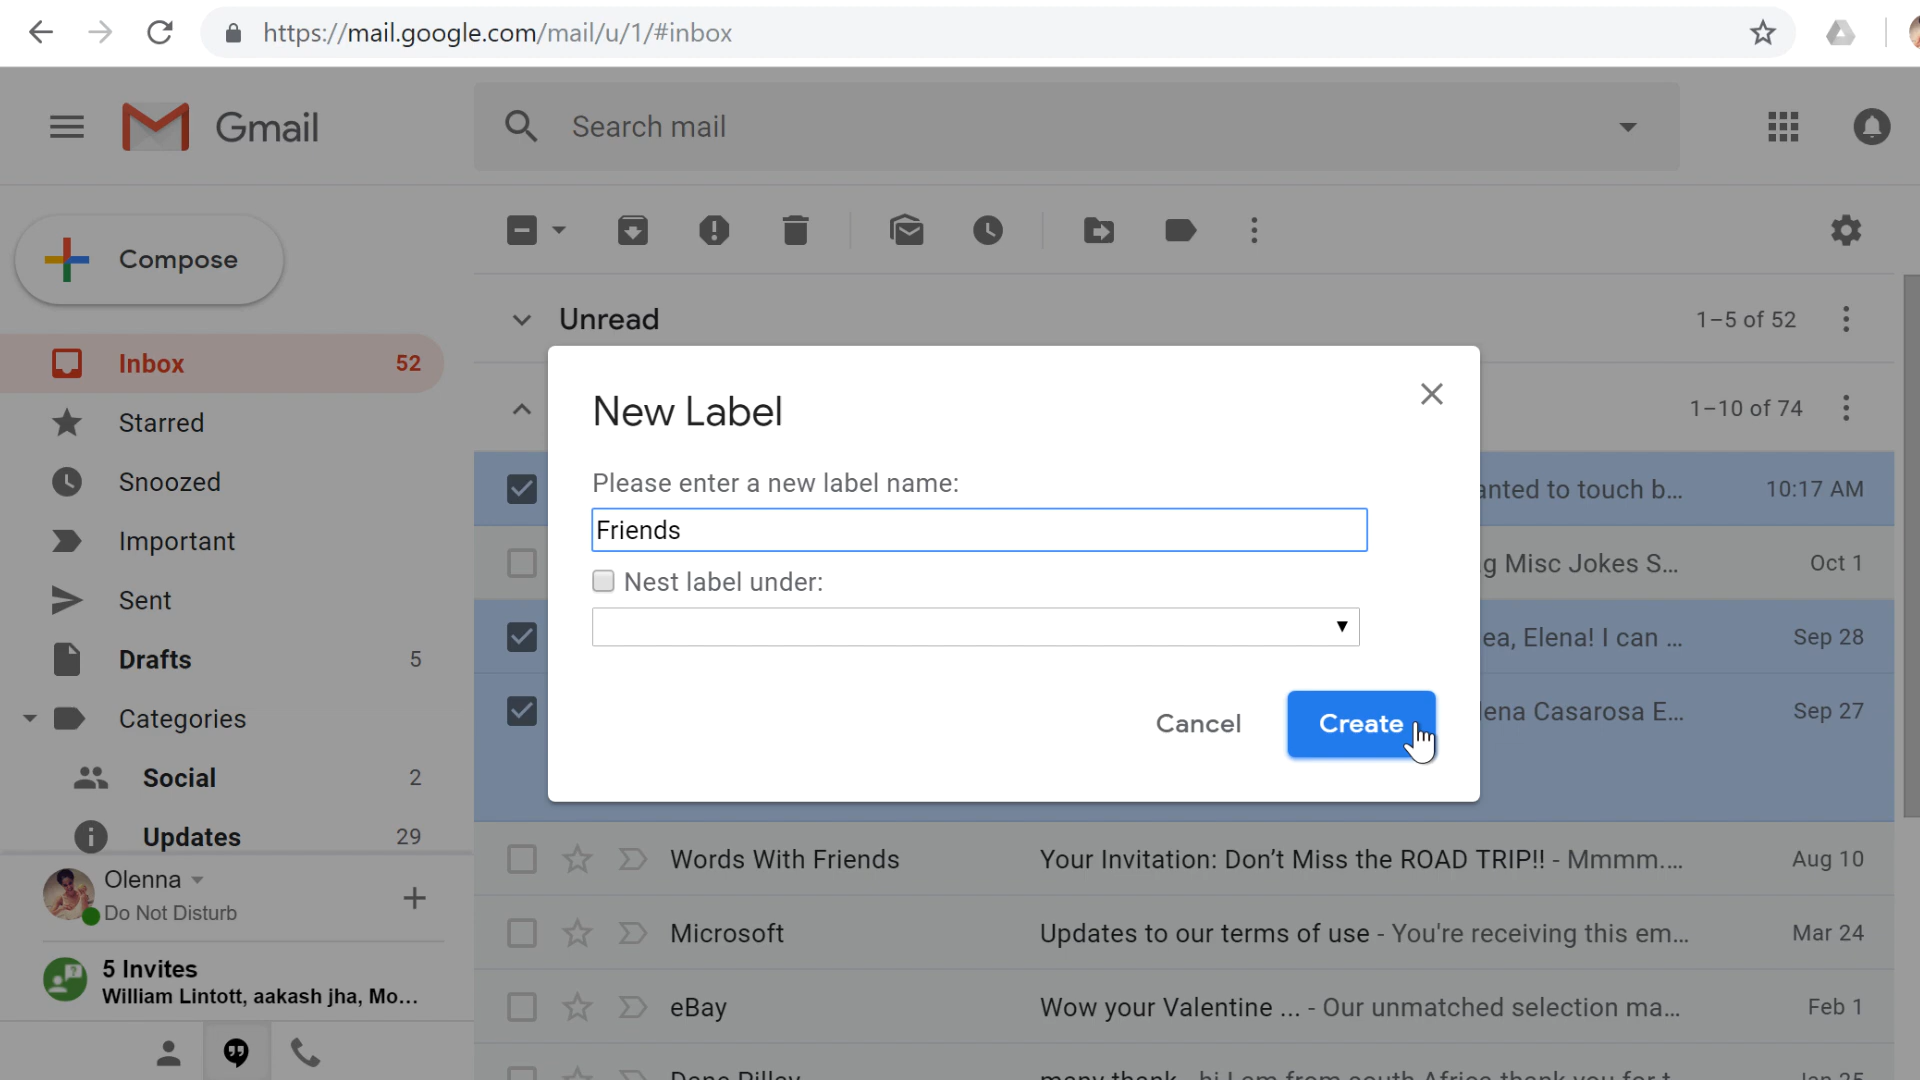 https://mail.google.com/mail/u/1/#inbox
Gmail
Search mail
Compose
Unread
1–5 of 52
Inbox 52
Starred
Snoozed
Important
Sent
Drafts 5
Categories
Social 2
Updates 29
Olenna
Do Not Disturb
5 Invites
William Lintott, aakash jha, Mo...
1–10 of 74
New Label
Please enter a new label name:
Friends
Nest label under:
Cancel
Create
to touch b... 10:17 AM
Misc Jokes S... Oct 1
Elena! I can ... Sep 28
Casarosa E... Sep 27
Words With Friends Your Invitation: Don't Miss the ROAD TRIP!! - Mmmm.... Aug 10
Microsoft Updates to our terms of use - You're receiving this em... Mar 24
eBay Wow your Valentine ... - Our unmatched selection ma... Feb 1